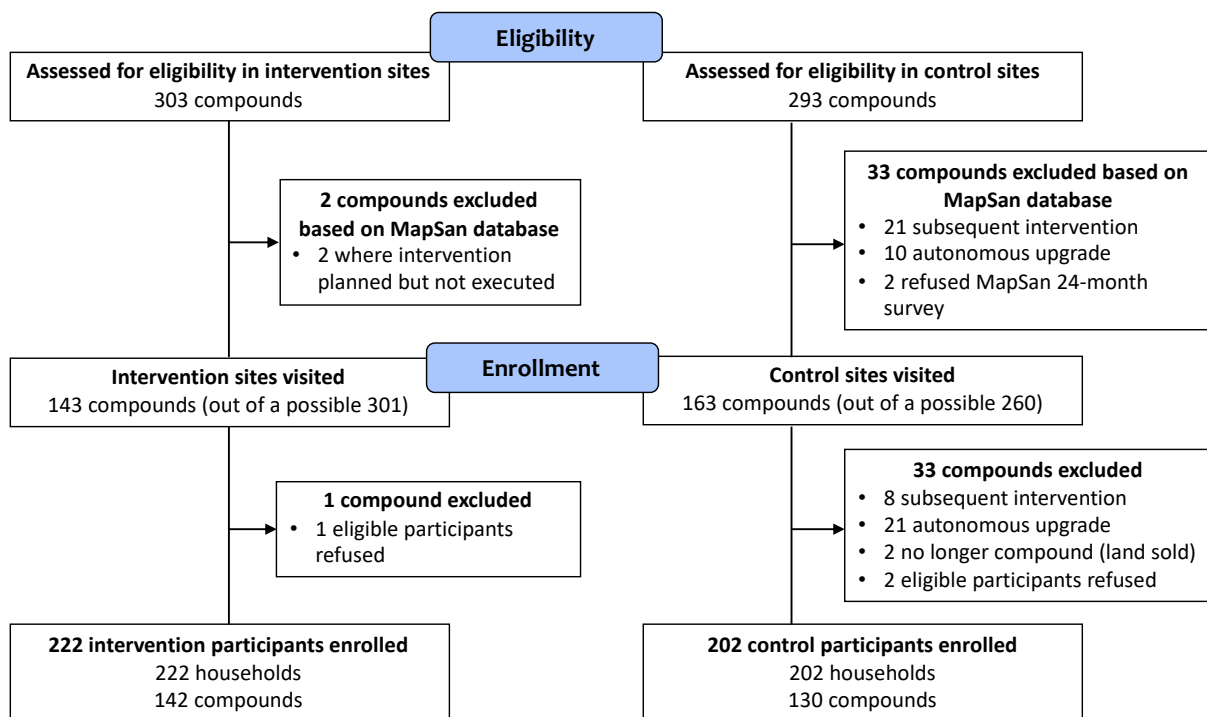 Eligibility
Assessed for eligibility in intervention sites
303 compounds
Assessed for eligibility in control sites
293 compounds
2 compounds excluded
based on MapSan database
• 2 where intervention
planned but not executed
33 compounds excluded based on
MapSan database
• 21 subsequent intervention
• 10 autonomous upgrade
• 2 refused MapSan 24-month
survey
Enrollment
Intervention sites visited
143 compounds (out of a possible 301)
Control sites visited
163 compounds (out of a possible 260)
1 compound excluded
• 1 eligible participants
refused
33 compounds excluded
• 8 subsequent intervention
• 21 autonomous upgrade
• 2 no longer compound (land sold)
• 2 eligible participants refused
222 intervention participants enrolled
222 households
142 compounds
202 control participants enrolled
202 households
130 compounds